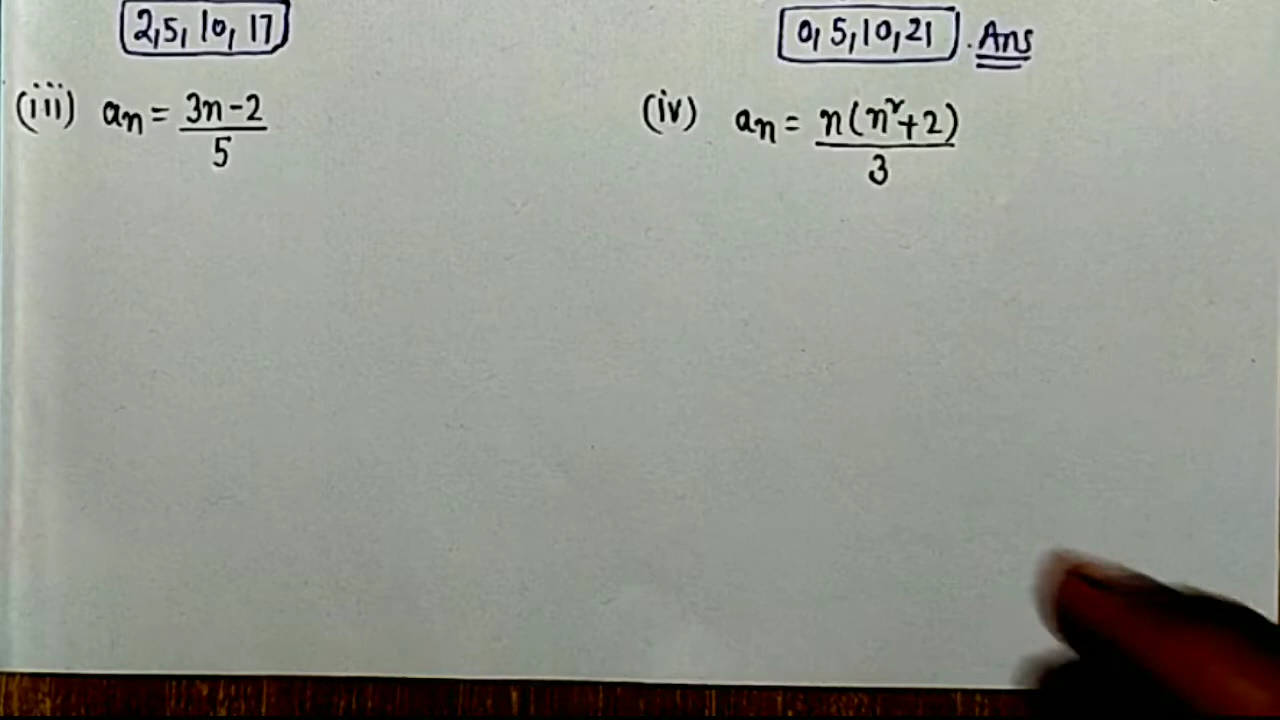 2,5, 10, 17
0, 5, 10, 21 . Ans
(iii) an = 3n-2/5
(iv) an = n(n²+2)/3